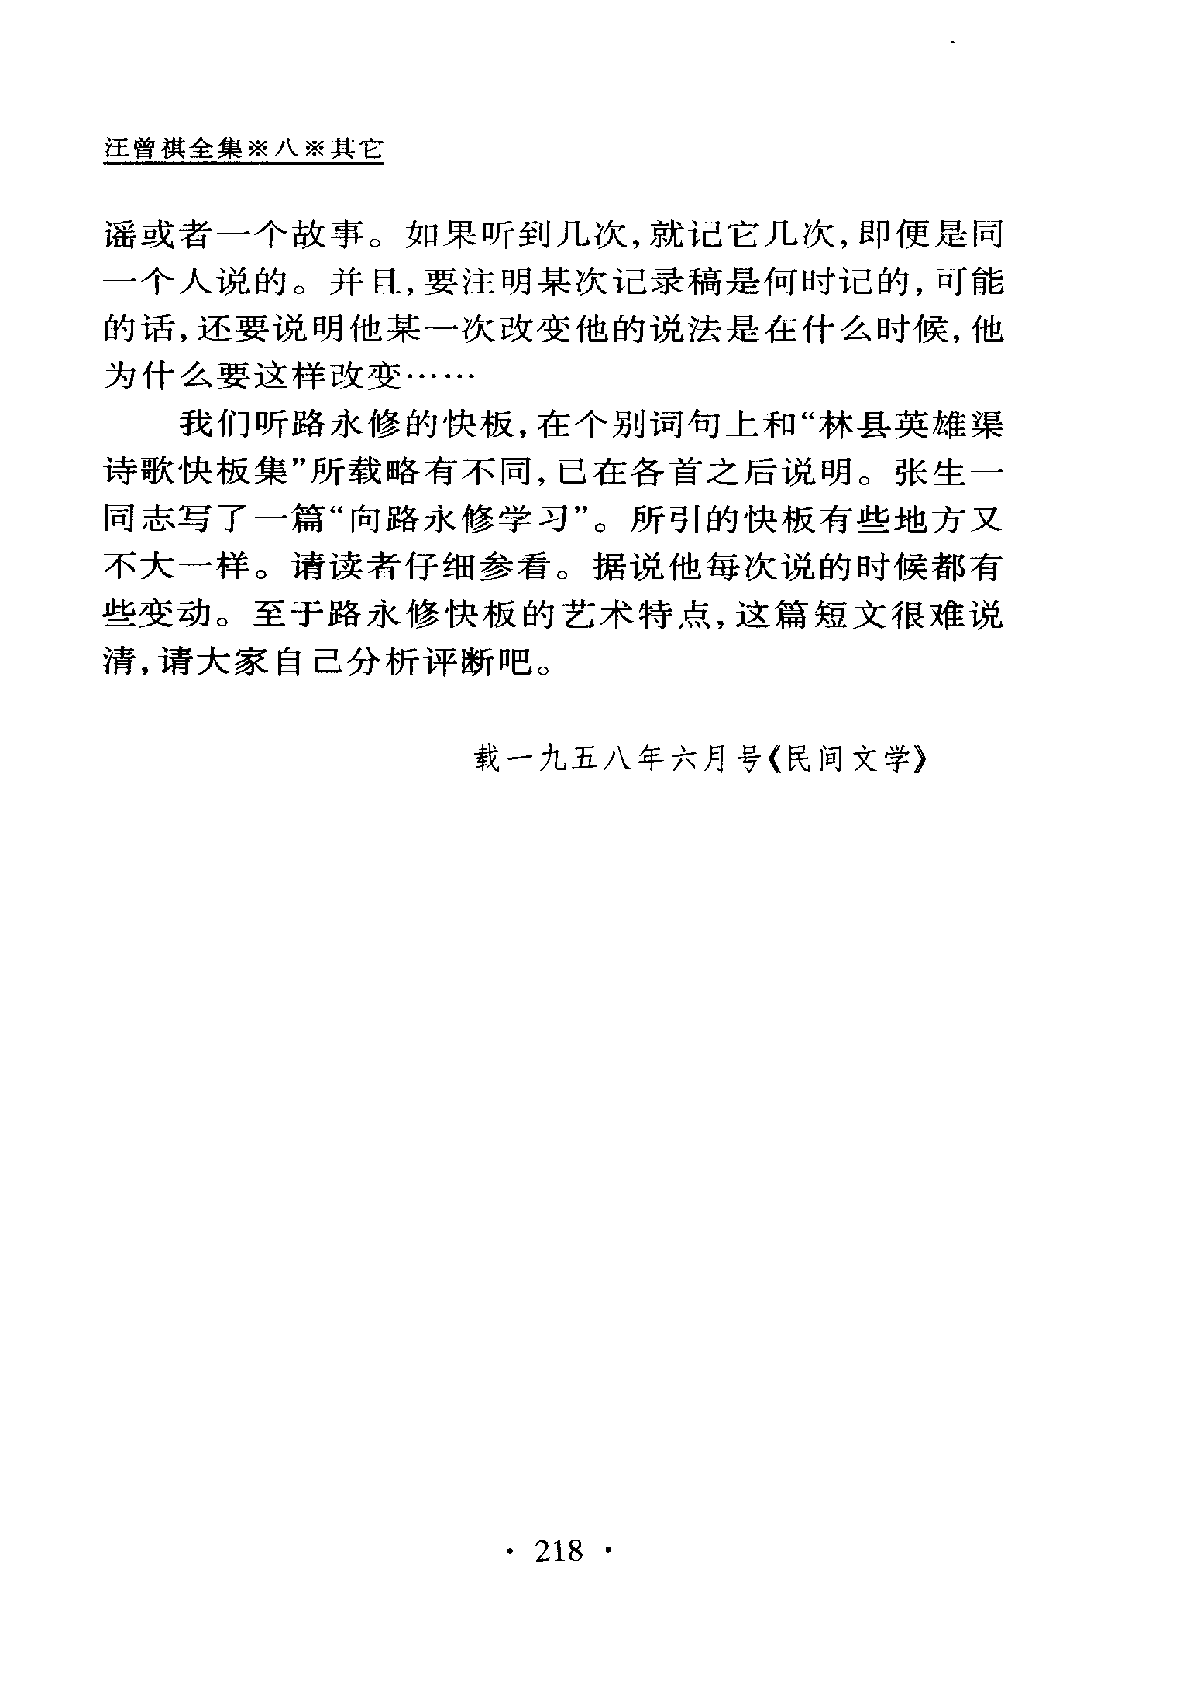 汪曾祺全集※八※其它
谣或者一个故事。如果听到几次,就记它几次,即便是同
一个人说的。并且,要注明某次记录稿是何时记的,可能
的话,还要说明他某一次改变他的说法是在什么时候,他
为什么要这样改变……
我们听路永修的快板,在个别词句上和“林县英雄渠
诗歌快板集”所载略有不同,已在各首之后说明。张生一
同志写了一篇“向路永修学习”。所引的快板有些地方又
不大一样。请读者仔细参看。据说他每次说的时候都有
些变动。至于路永修快板的艺术特点,这篇短文很难说
清,请大家自己分析评断吧。
载一九五八年六月号《民间文学》
· 218 ·